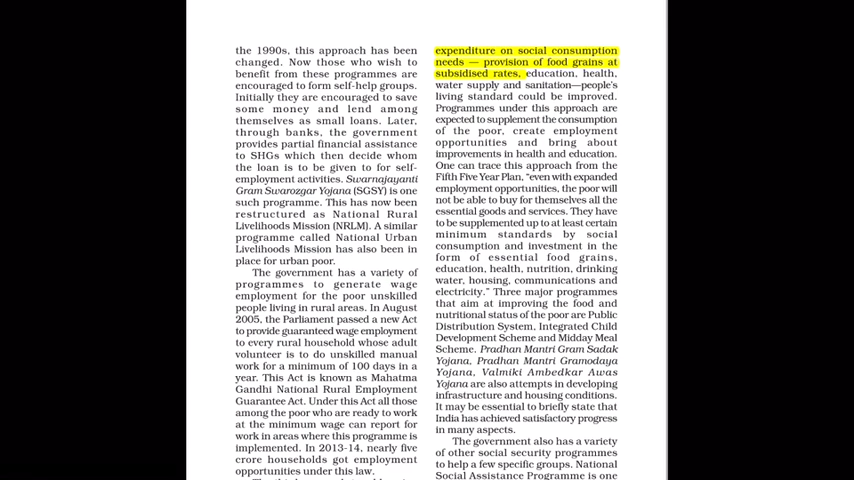 the 1990s, this approach has been
changed. Now those who wish to
benefit from these programmes are
encouraged to form self-help groups.
Initially they are encouraged to save
some money and lend among
themselves as small loans. Later,
through banks, the government
provides partial financial assistance
to SHGs which then decide whom
the loan is to be given to for self-
employment activities. Swarnajayanti
Gram Swarozgar Yojana (SGSY) is one
such programme. This has now been
restructured as National Rural
Livelihoods Mission (NRLM). A similar
programme called National Urban
Livelihoods Mission has also been in
place for urban poor.
The government has a variety of
programmes to generate wage
employment for the poor unskilled
people living in rural areas. In August
2005, the Parliament passed a new Act
to provide guaranteed wage employment
to every rural household whose adult
volunteer is to do unskilled manual
work for a minimum of 100 days in a
year. This Act is known as Mahatma
Gandhi National Rural Employment
Guarantee Act. Under this Act all those
among the poor who are ready to work
at the minimum wage can report for
work in areas where this programme is
implemented. In 2013-14, nearly five
crore households got employment
opportunities under this law.
expenditure on social consumption
needs — provision of food grains at
subsidised rates, education, health,
water supply and sanitation—people's
living standard could be improved.
Programmes under this approach are
expected to supplement the consumption
of the poor, create employment
opportunities and bring about
improvements in health and education.
One can trace this approach from the
Fifth Five Year Plan, “even with expanded
employment opportunities, the poor will
not be able to buy for themselves all the
essential goods and services. They have
to be supplemented up to at least certain
minimum standards by social
consumption and investment in the
form of essential food grains,
education, health, nutrition, drinking
water, housing, communications and
electricity.” Three major programmes
that aim at improving the food and
nutritional status of the poor are Public
Distribution System, Integrated Child
Development Scheme and Midday Meal
Scheme. Pradhan Mantri Gram Sadak
Yojana, Pradhan Mantri Gramodaya
Yojana, Valmiki Ambedkar Awas
Yojana are also attempts in developing
infrastructure and housing conditions.
It may be essential to briefly state that
India has achieved satisfactory progress
in many aspects.
The government also has a variety
of other social security programmes
to help a few specific groups. National
Social Assistance Programme is one